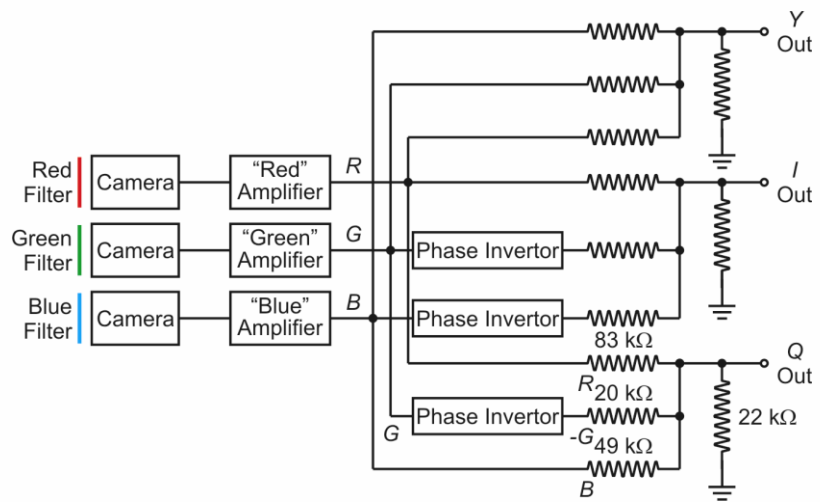 Y
Out
Red
Filter
Camera
"Red"
Amplifier
R
I
Out
Green
Filter
Camera
"Green"
Amplifier
G
Phase Invertor
Blue
Filter
Camera
"Blue"
Amplifier
B
Phase Invertor
83 kΩ
Q
Out
R
20 kΩ
G
Phase Invertor
-G
22 kΩ
49 kΩ
B